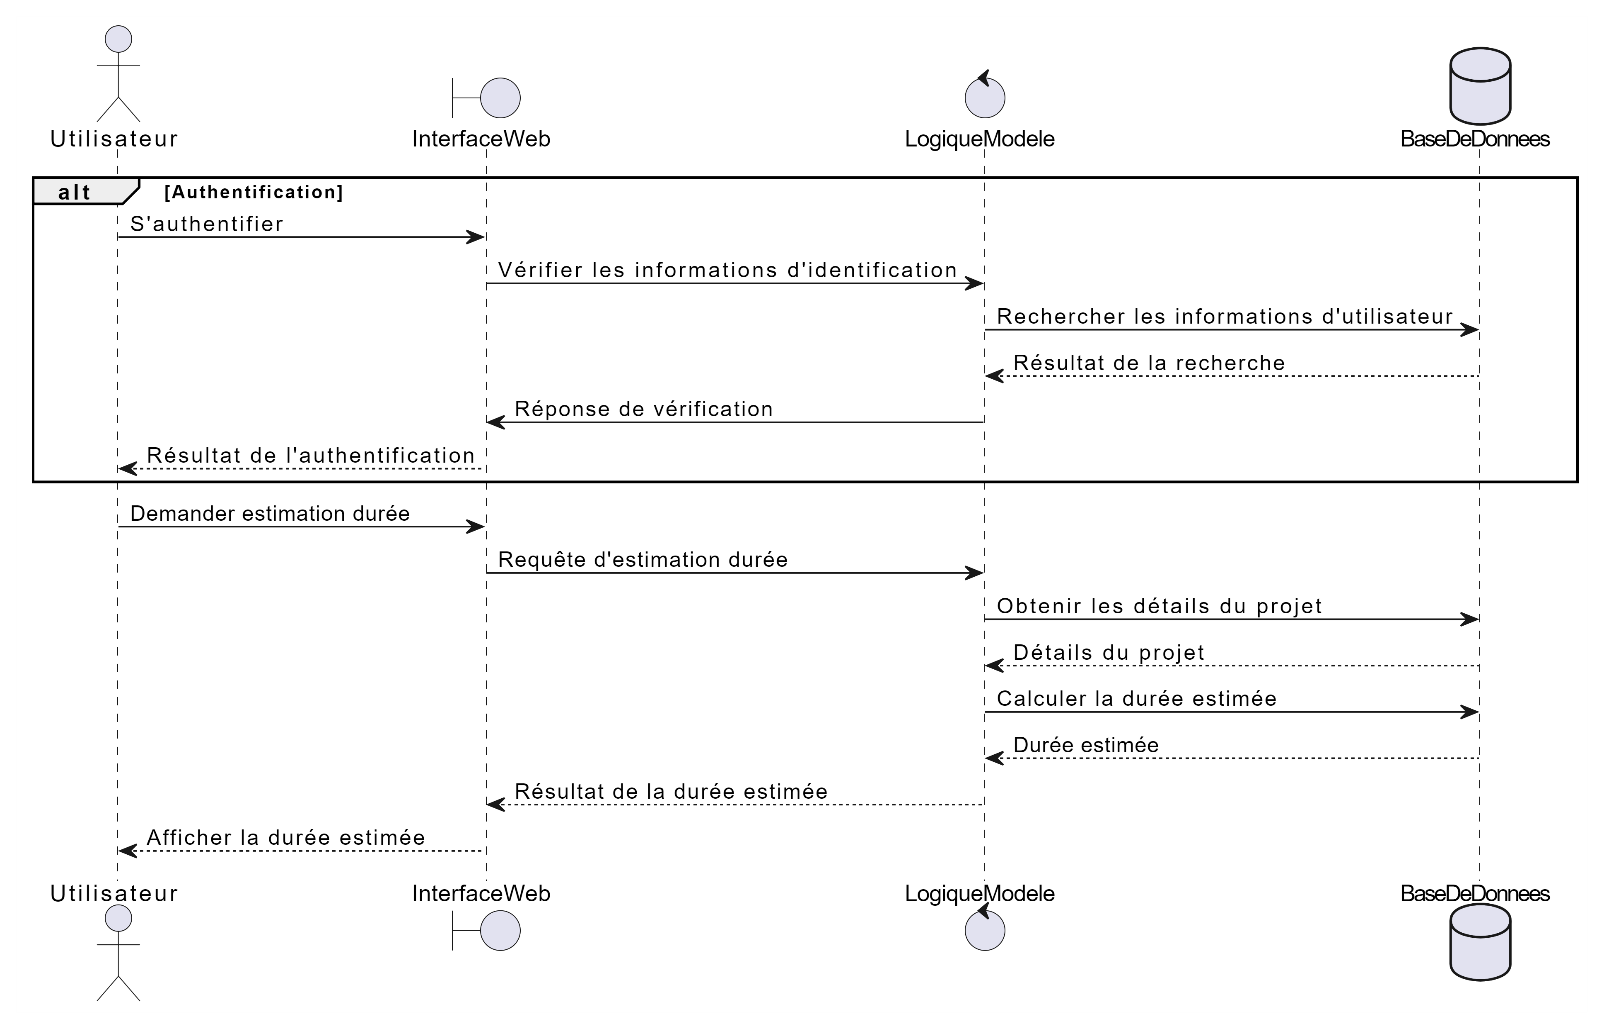 Utilisateur
InterfaceWeb
LogiqueModele
BaseDeDonnees
alt [Authentification]
S'authentifier
Vérifier les informations d'identification
Rechercher les informations d'utilisateur
Résultat de la recherche
Réponse de vérification
Résultat de l'authentification
Demander estimation durée
Requête d'estimation durée
Obtenir les détails du projet
Détails du projet
Calculer la durée estimée
Durée estimée
Résultat de la durée estimée
Afficher la durée estimée
Utilisateur
InterfaceWeb
LogiqueModele
BaseDeDonnees